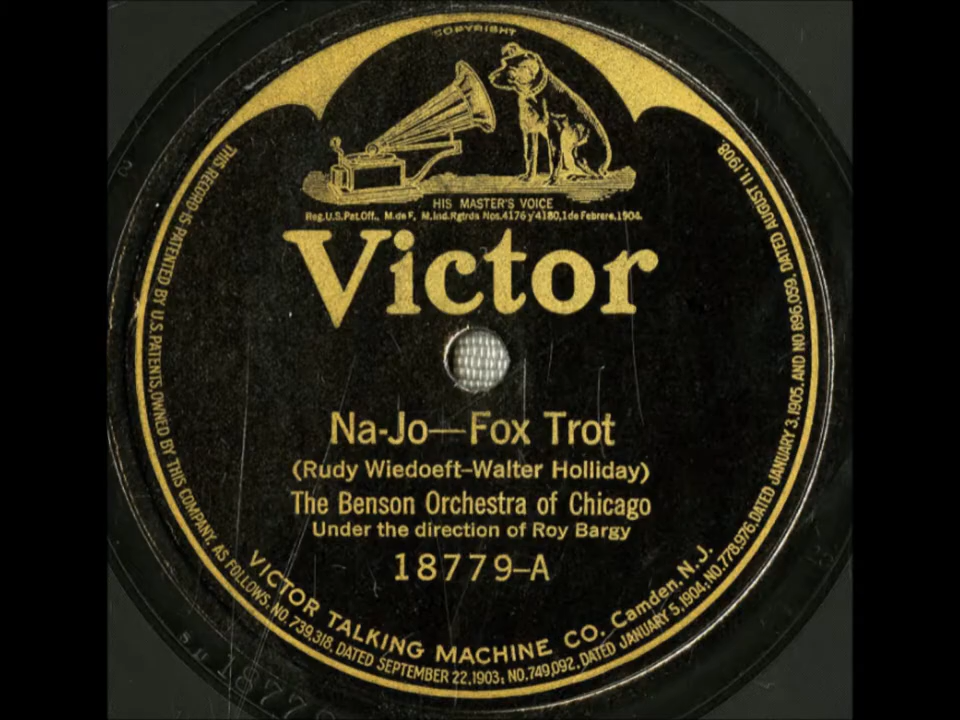 COPYRIGHT
HIS MASTER'S VOICE
Reg.U.S.Pat.Off., M.de F. M.Ind.Rgtrda Nos.4176 y 4180,1 de Febrero,1904.
Victor
Na-Jo—Fox Trot
(Rudy Wiedoeft–Walter Holliday)
The Benson Orchestra of Chicago
Under the direction of Roy Bargy
18779–A
VICTOR TALKING MACHINE CO. Camden. N. J.
THIS RECORD IS PATENTED BY U.S. PATENTS, OWNED BY THIS COMPANY, AS FOLLOWS, NO. 739,318, DATED SEPTEMBER 22,1903; NO.749,092, DATED JANUARY 5,1904; NO.778,976, DATED JANUARY 3,1905. AND NO 896,059, DATED AUGUST 11, 1908.